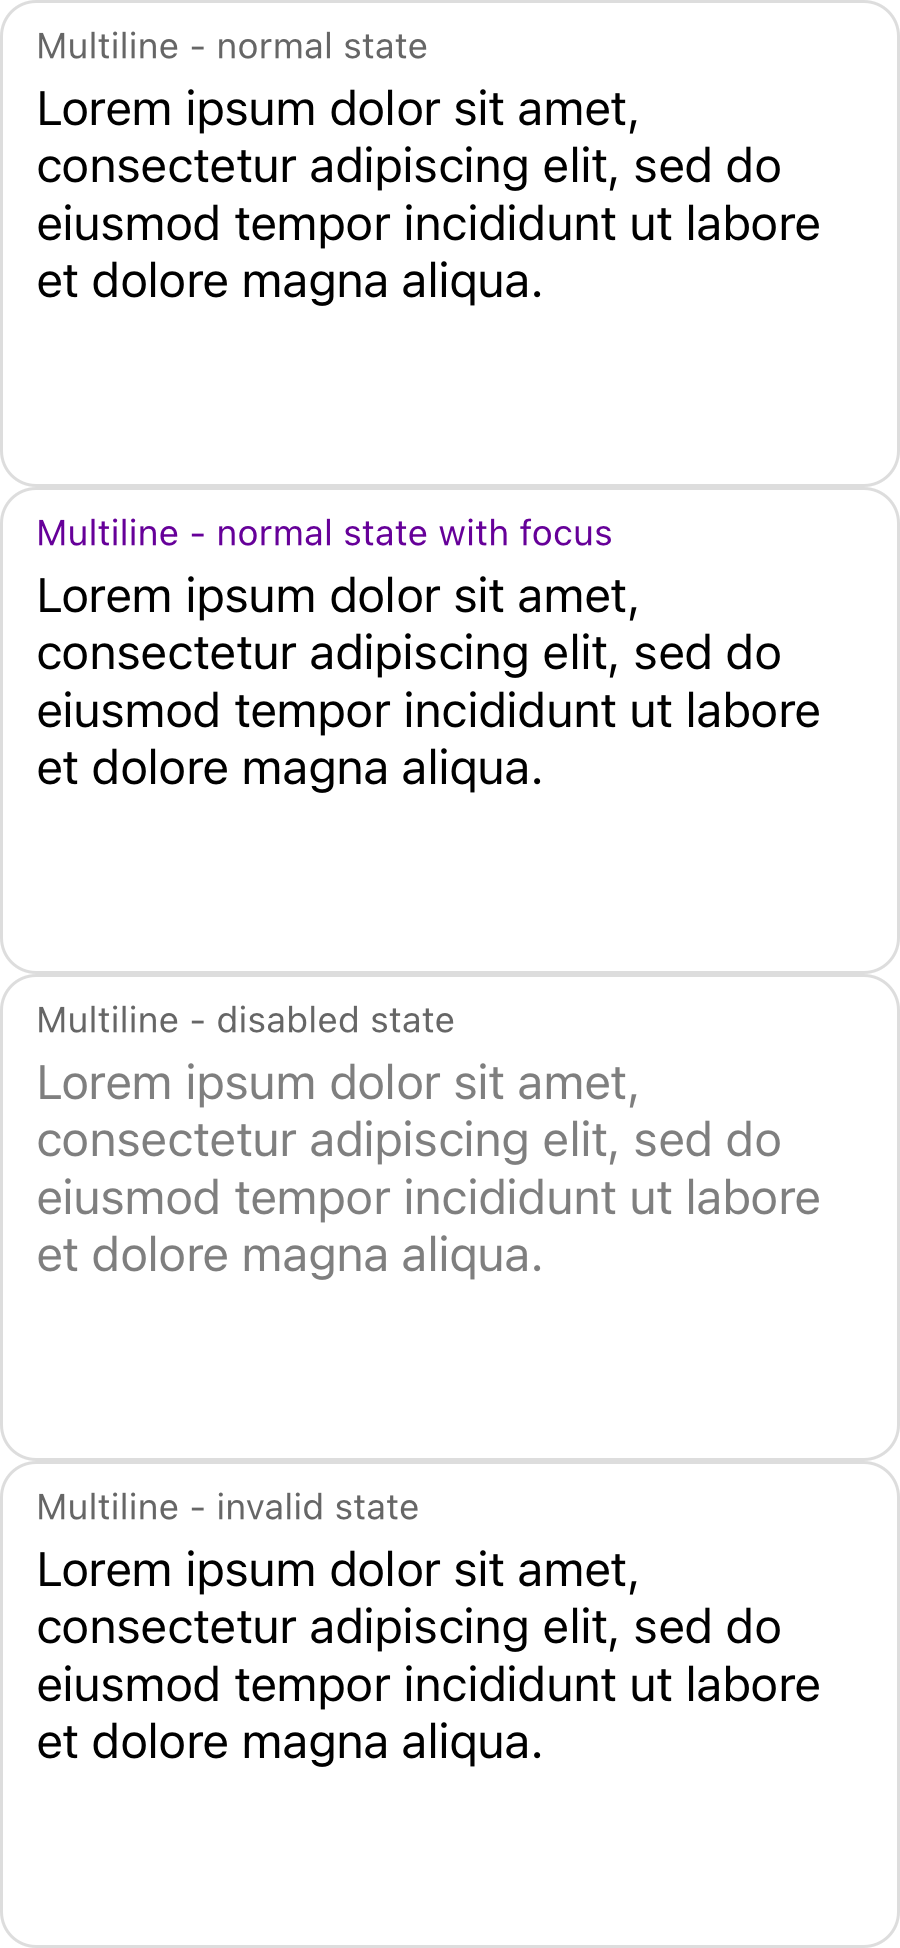 Multiline - normal state
Lorem ipsum dolor sit amet,
consectetur adipiscing elit, sed do
eiusmod tempor incididunt ut labore
et dolore magna aliqua.
Multiline - normal state with focus
Lorem ipsum dolor sit amet,
consectetur adipiscing elit, sed do
eiusmod tempor incididunt ut labore
et dolore magna aliqua.
Multiline - disabled state
Lorem ipsum dolor sit amet,
consectetur adipiscing elit, sed do
eiusmod tempor incididunt ut labore
et dolore magna aliqua.
Multiline - invalid state
Lorem ipsum dolor sit amet,
consectetur adipiscing elit, sed do
eiusmod tempor incididunt ut labore
et dolore magna aliqua.